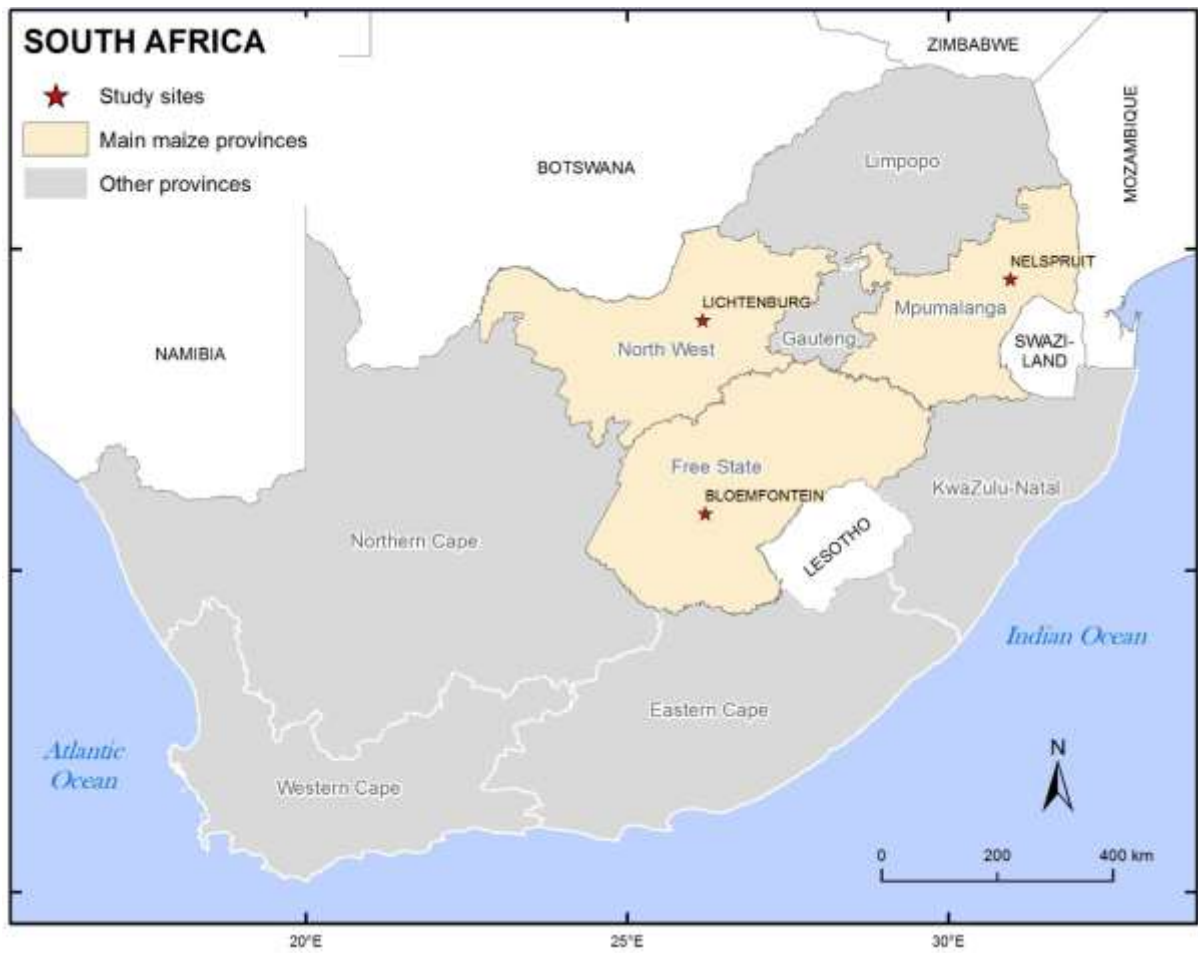 SOUTH AFRICA
Study sites
Main maize provinces
Other provinces
ZIMBABWE
MOZAMBIQUE
BOTSWANA
Limpopo
NELSPRUIT
LICHTENBURG
Mpumalanga
Gauteng
North West
NAMIBIA
SWAZI-
LAND
Free State
BLOEMFONTEIN
KwaZulu-Natal
Northern Cape
LESOTHO
Indian Ocean
Eastern Cape
Atlantic
Ocean
Western Cape
N
0 200 400 km
20°E 25°E 30°E